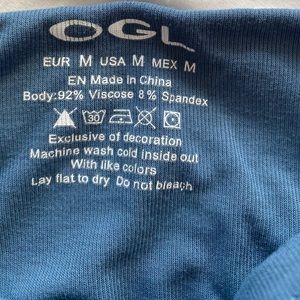 OGL
EUR M USA M MEX M
EN Made in China
Body:92% Viscose 8% Spandex
30
Exclusive of decoration
Machine wash cold inside out
With like colors
Lay flat to dry Do not bleach